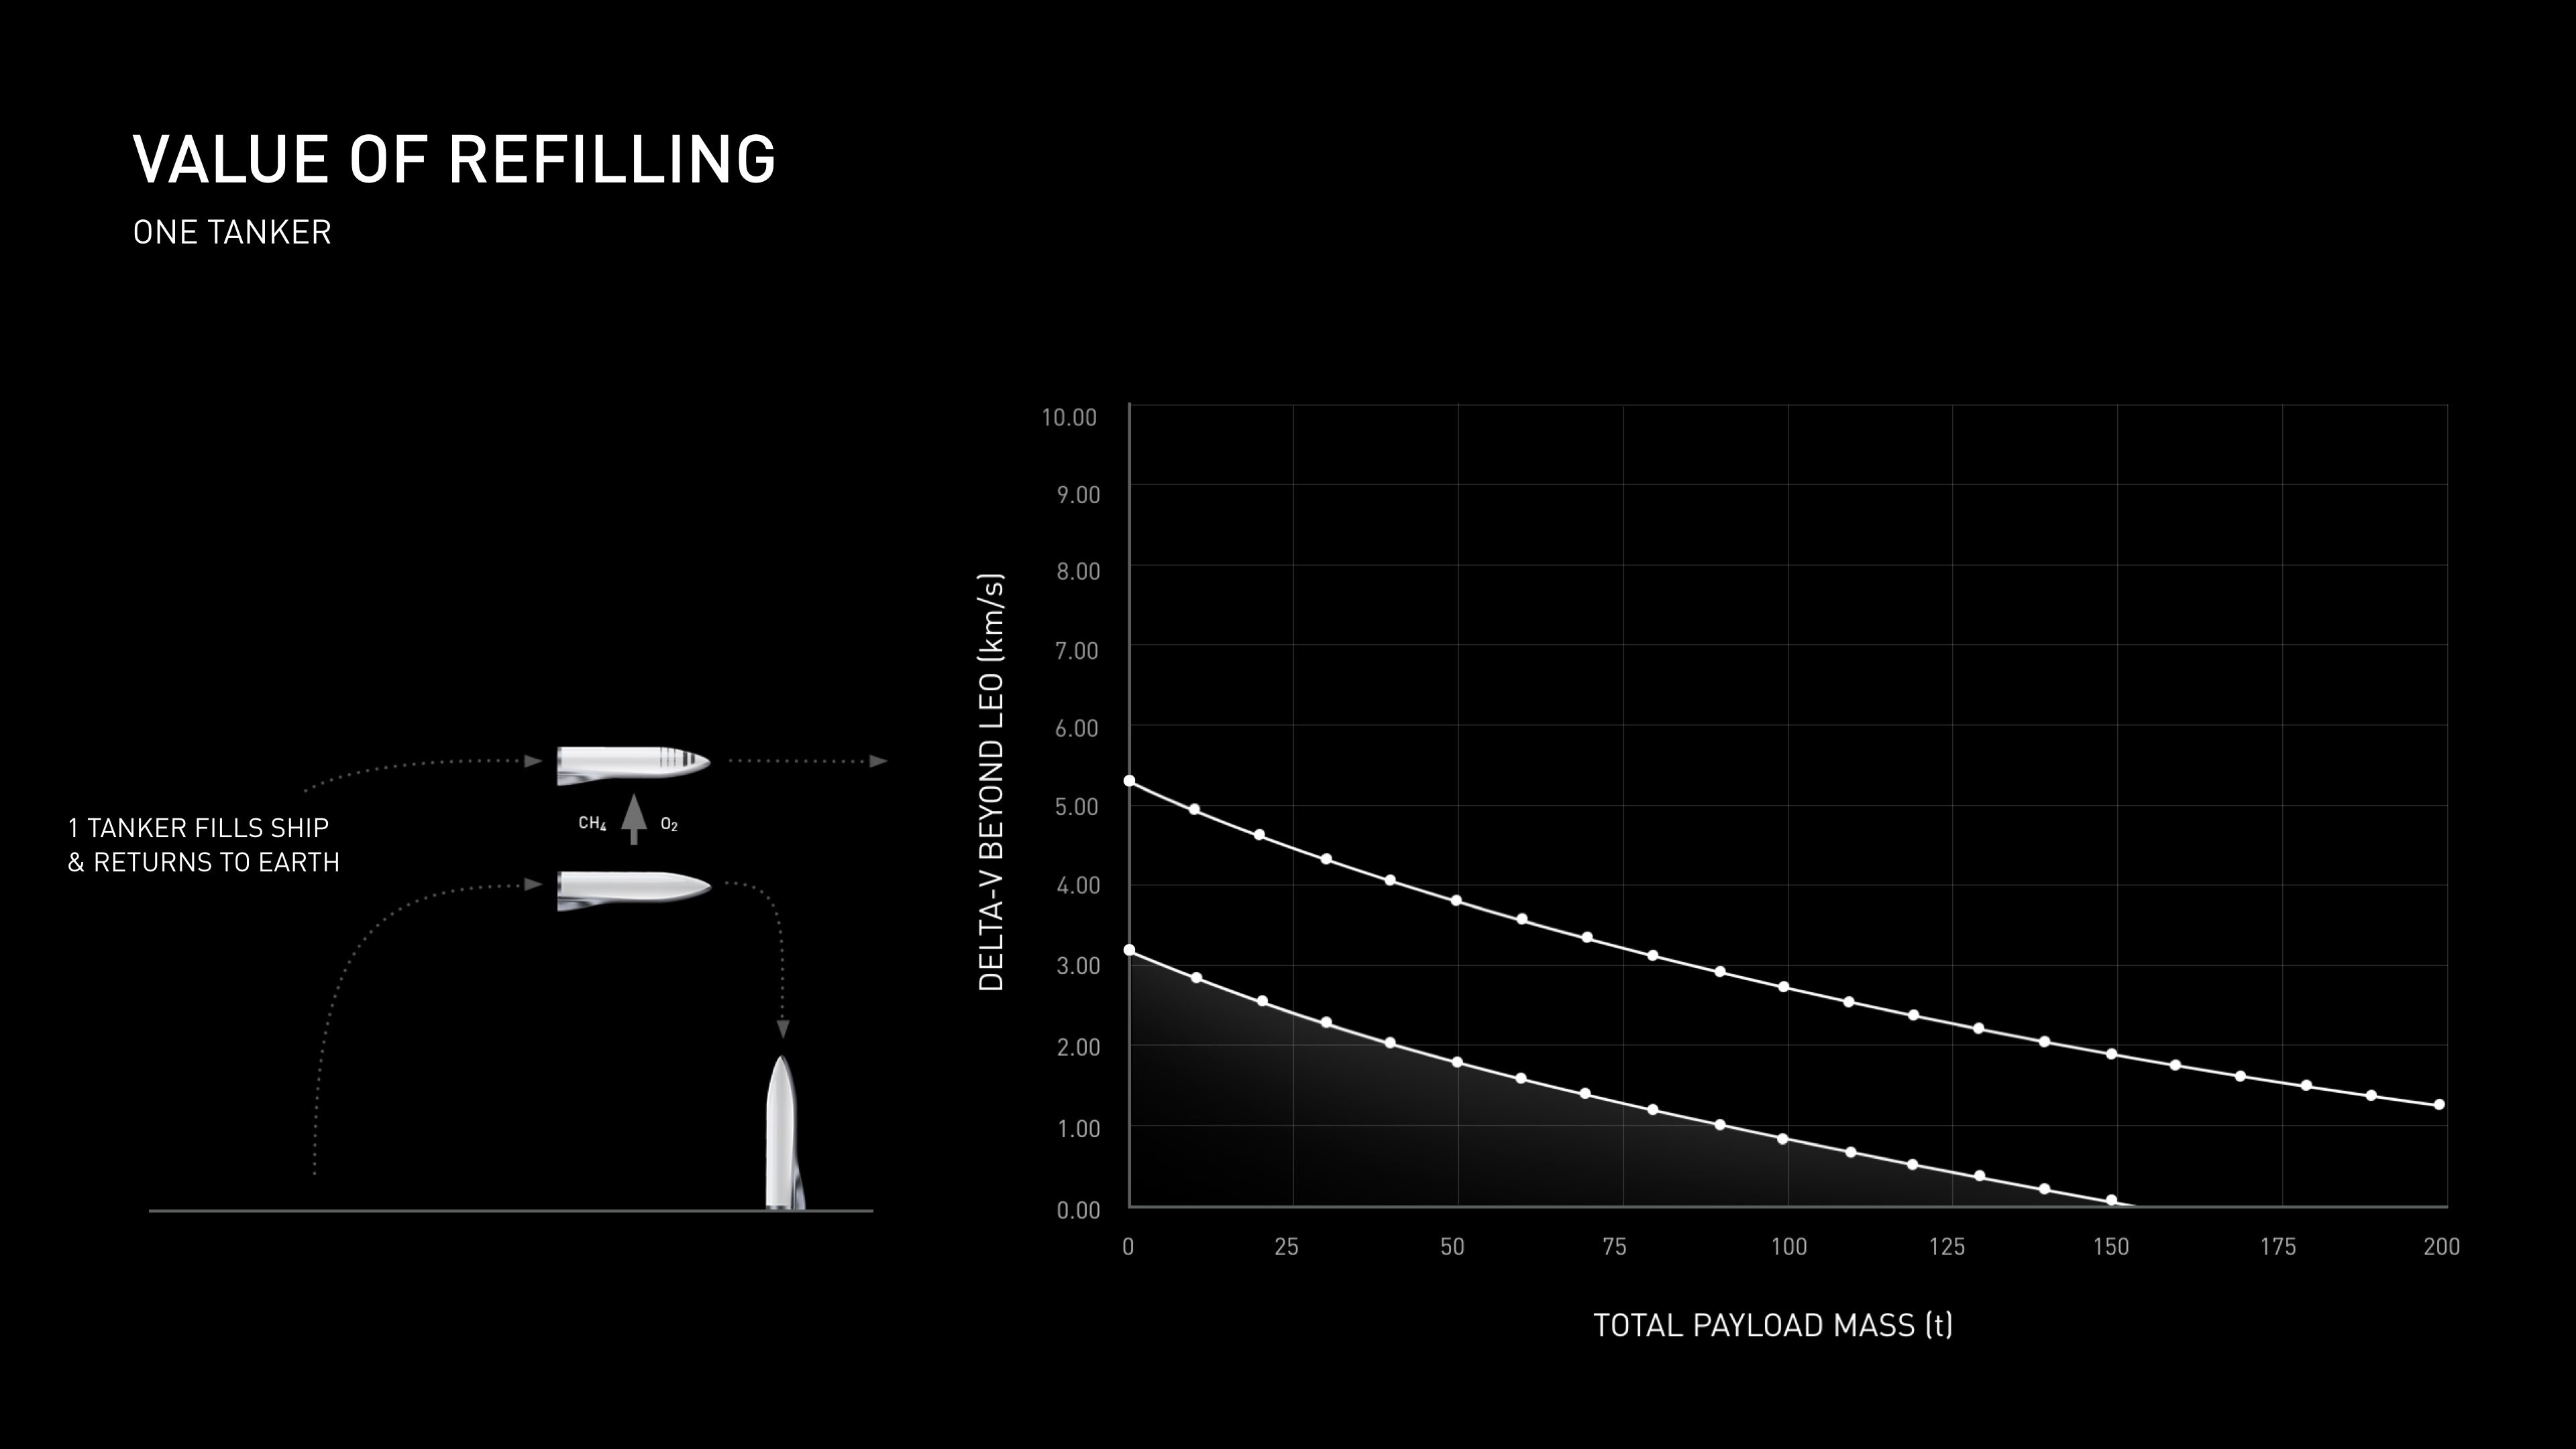 VALUE OF REFILLING
ONE TANKER
1 TANKER FILLS SHIP
& RETURNS TO EARTH
CH₄
O₂
DELTA-V BEYOND LEO (km/s)
10.00
9.00
8.00
7.00
6.00
5.00
4.00
3.00
2.00
1.00
0.00
0 25 50 75 100 125 150 175 200
TOTAL PAYLOAD MASS (t)